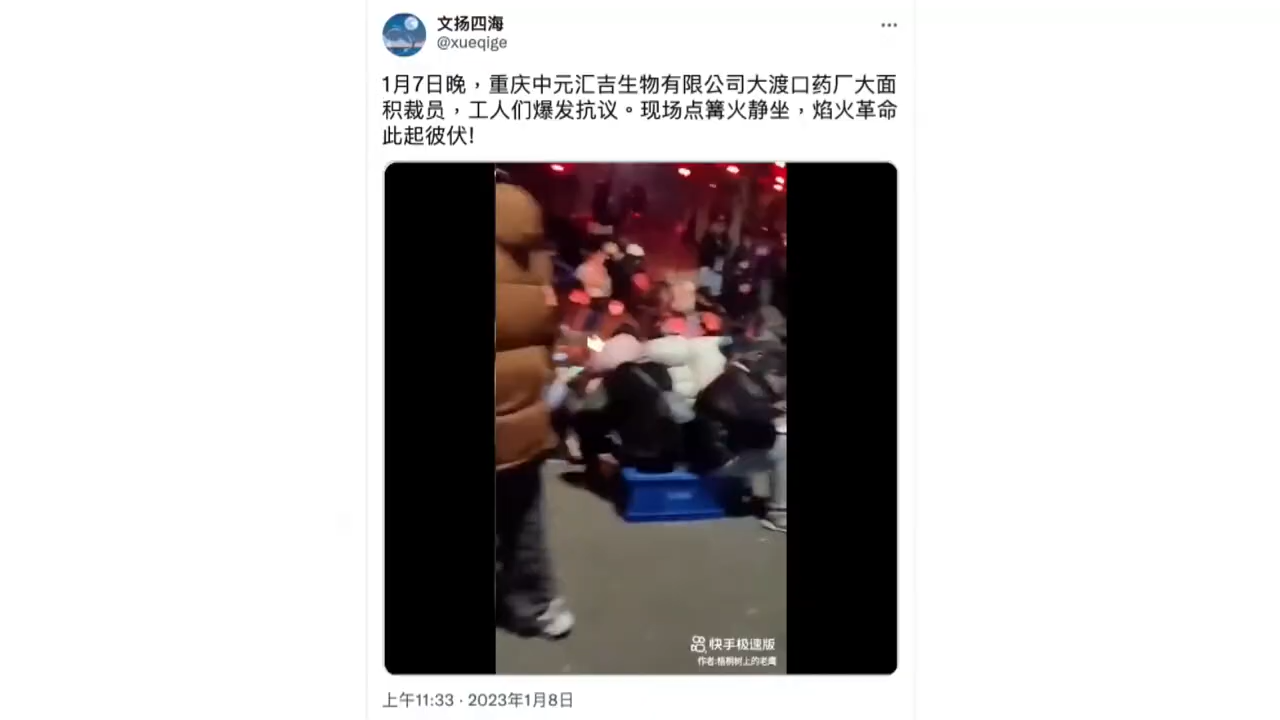 文扬四海
@xueqige
1月7日晚，重庆中元汇吉生物有限公司大渡口药厂大面
积裁员，工人们爆发抗议。现场点篝火静坐，焰火革命
此起彼伏!
快手极速版
作者:梧桐树上的老鹰
上午11:33 · 2023年1月8日